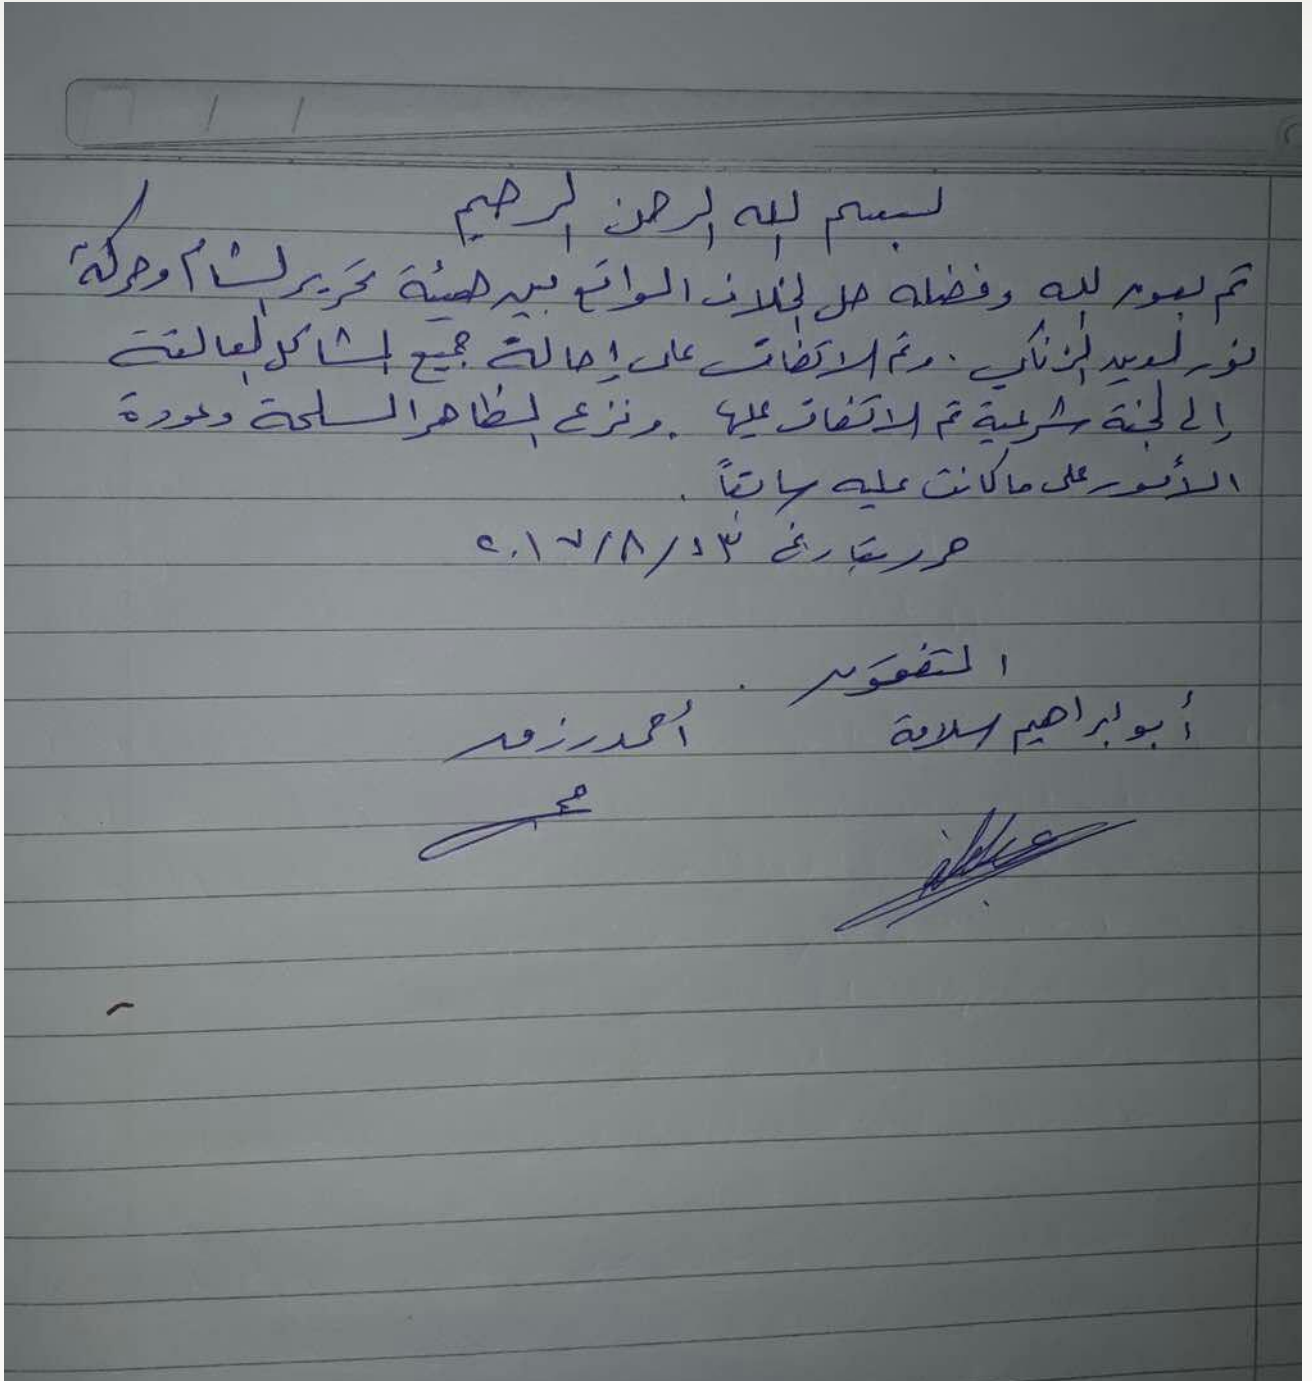 بسم الله الرحمن الرحيم
تم بعون الله وفضله حل الخلاف الواقع بين هيئة تحرير الشام وحركة
نور الدين الزنكي . وتم الاتفاق على إحالة جميع المشاكل العالقة
إلى لجنة شرعية تم الاتفاق عليها . ونزع المظاهر المسلحة وعودة
الأمور على ما كانت عليه سابقاً .
حرر بتاريخ ٢٠١٧/٨/١٣
المتفقون .
أبو إبراهيم سلامة أحمد رزق